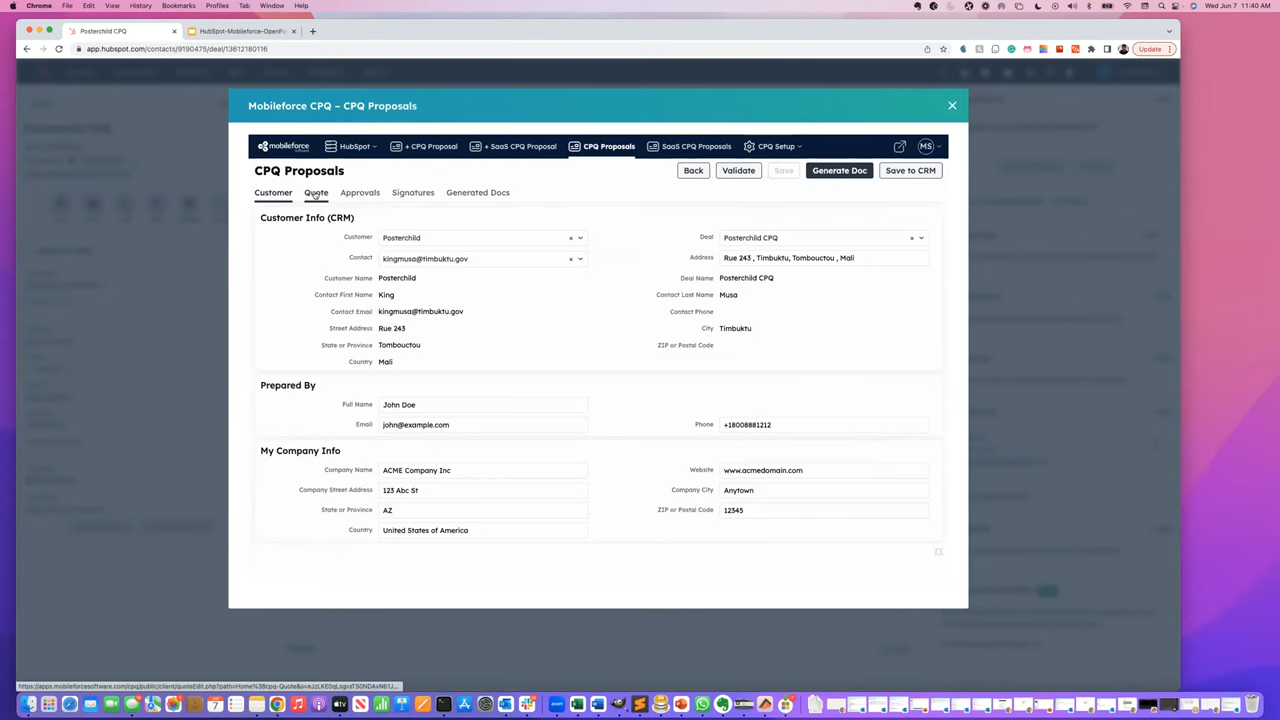 Chrome File Edit View History Bookmarks Profiles Tab Window Help Wed Jun 7 11:40 AM
Posterchild CPQ HubSpot-Mobileforce-OpenPa
app.hubspot.com/contacts/9190475/deal/13612180116 Update
Mobileforce CPQ – CPQ Proposals
mobileforce HubSpot + CPQ Proposal + SaaS CPQ Proposal CPQ Proposals SaaS CPQ Proposals CPQ Setup MS
CPQ Proposals Back Validate Save Generate Doc Save to CRM
Customer Quote Approvals Signatures Generated Docs
Customer Info (CRM)
Customer Posterchild Deal Posterchild CPQ
Contact kingmusa@timbuktu.gov Address Rue 243 , Timbuktu, Tombouctou , Mali
Customer Name Posterchild Deal Name Posterchild CPQ
Contact First Name King Contact Last Name Musa
Contact Email kingmusa@timbuktu.gov Contact Phone
Street Address Rue 243 City Timbuktu
State or Province Tombouctou ZIP or Postal Code
Country Mali
Prepared By
Full Name John Doe
Email john@example.com Phone +18008881212
My Company Info
Company Name ACME Company Inc Website www.acmedomain.com
Company Street Address 123 Abc St Company City Anytown
State or Province AZ ZIP or Postal Code 12345
Country United States of America